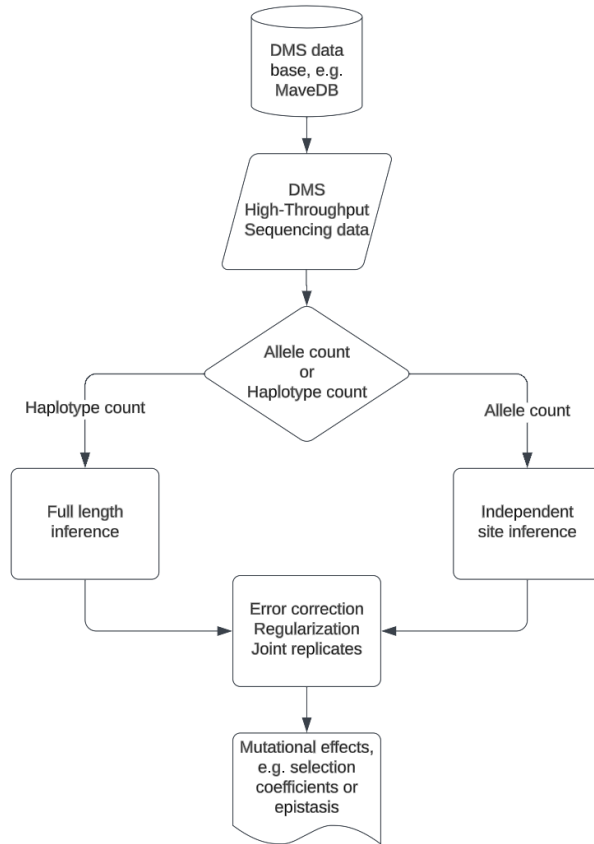 DMS data
base, e.g.
MaveDB
DMS
High-Throughput
Sequencing data
Allele count
or
Haplotype count
Haplotype count
Allele count
Full length
inference
Independent
site inference
Error correction
Regularization
Joint replicates
Mutational effects,
e.g. selection
coefficients or
epistasis